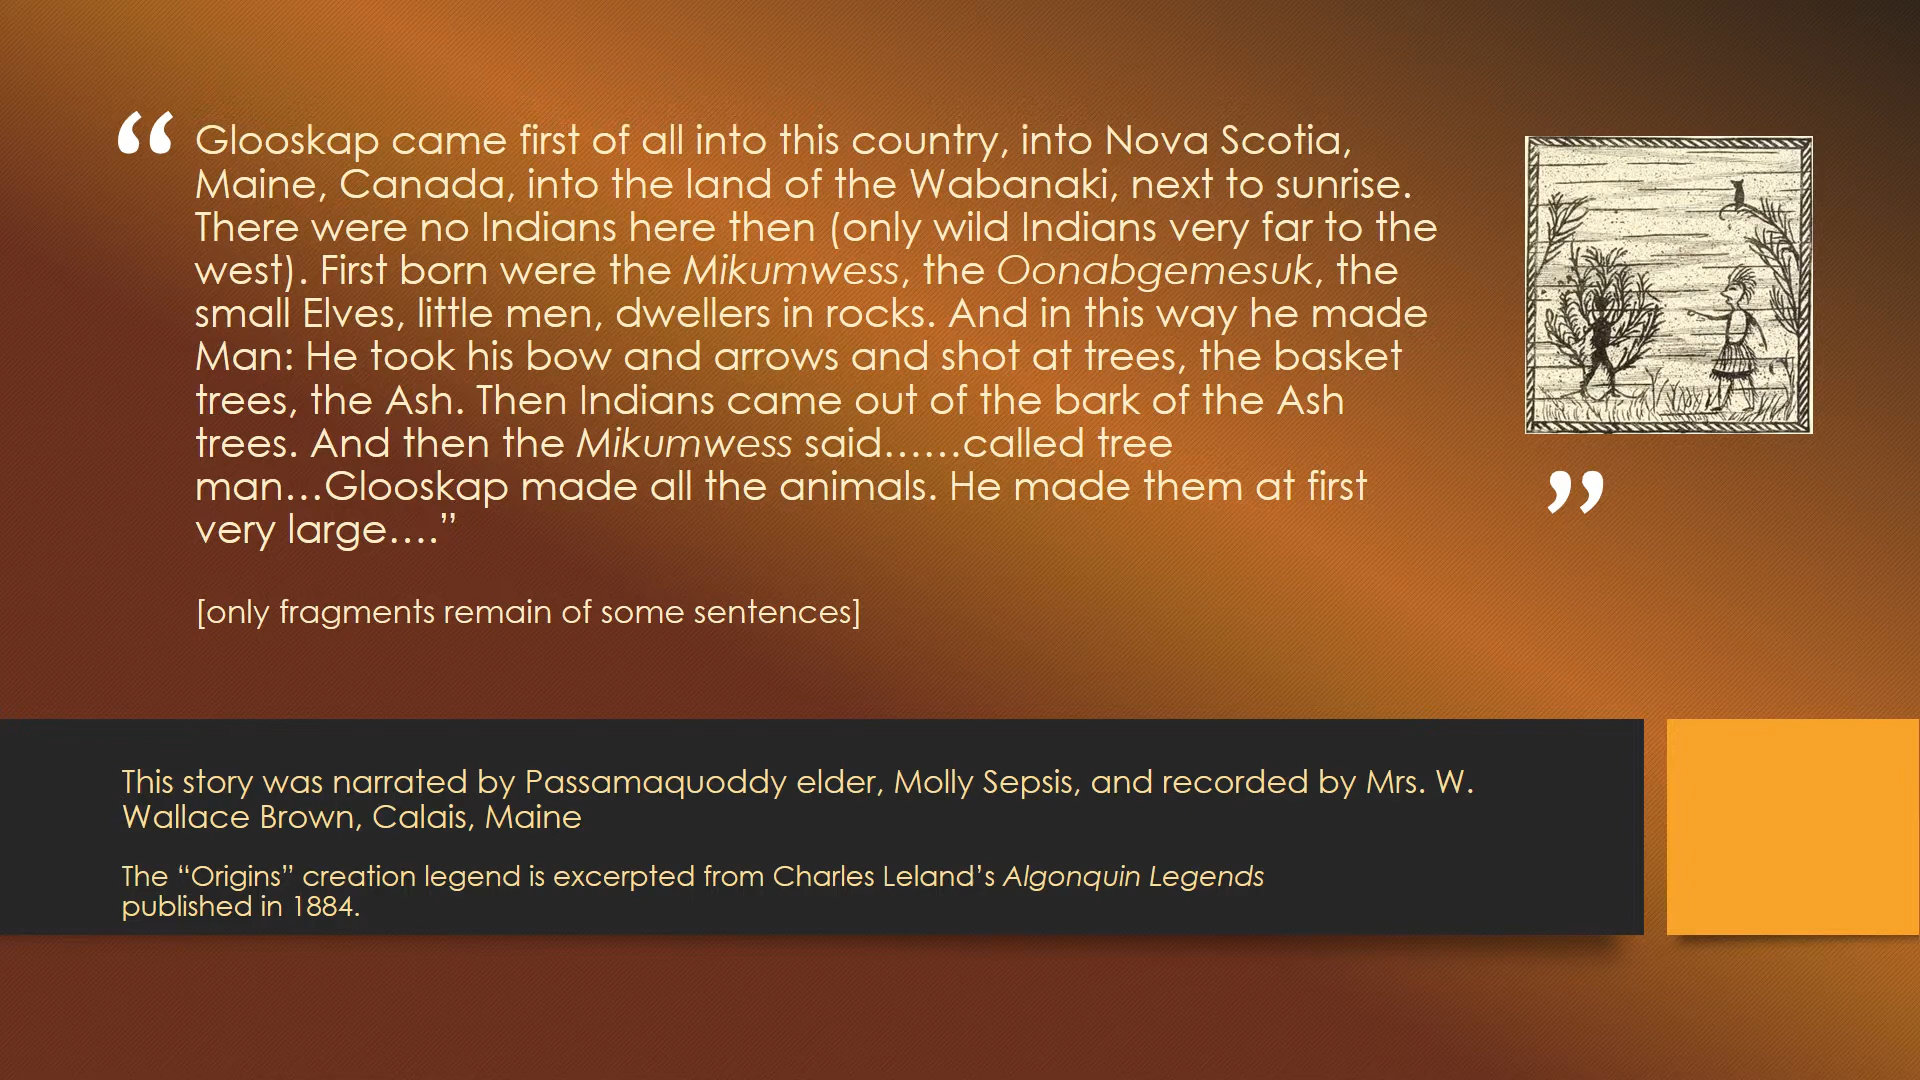 “ Glooskap came first of all into this country, into Nova Scotia,
Maine, Canada, into the land of the Wabanaki, next to sunrise.
There were no Indians here then (only wild Indians very far to the
west). First born were the Mikumwess, the Oonabgemesuk, the
small Elves, little men, dwellers in rocks. And in this way he made
Man: He took his bow and arrows and shot at trees, the basket
trees, the Ash. Then Indians came out of the bark of the Ash
trees. And then the Mikumwess said……called tree
man…Glooskap made all the animals. He made them at first
very large….”
”
[only fragments remain of some sentences]
This story was narrated by Passamaquoddy elder, Molly Sepsis, and recorded by Mrs. W.
Wallace Brown, Calais, Maine
The “Origins” creation legend is excerpted from Charles Leland’s Algonquin Legends
published in 1884.